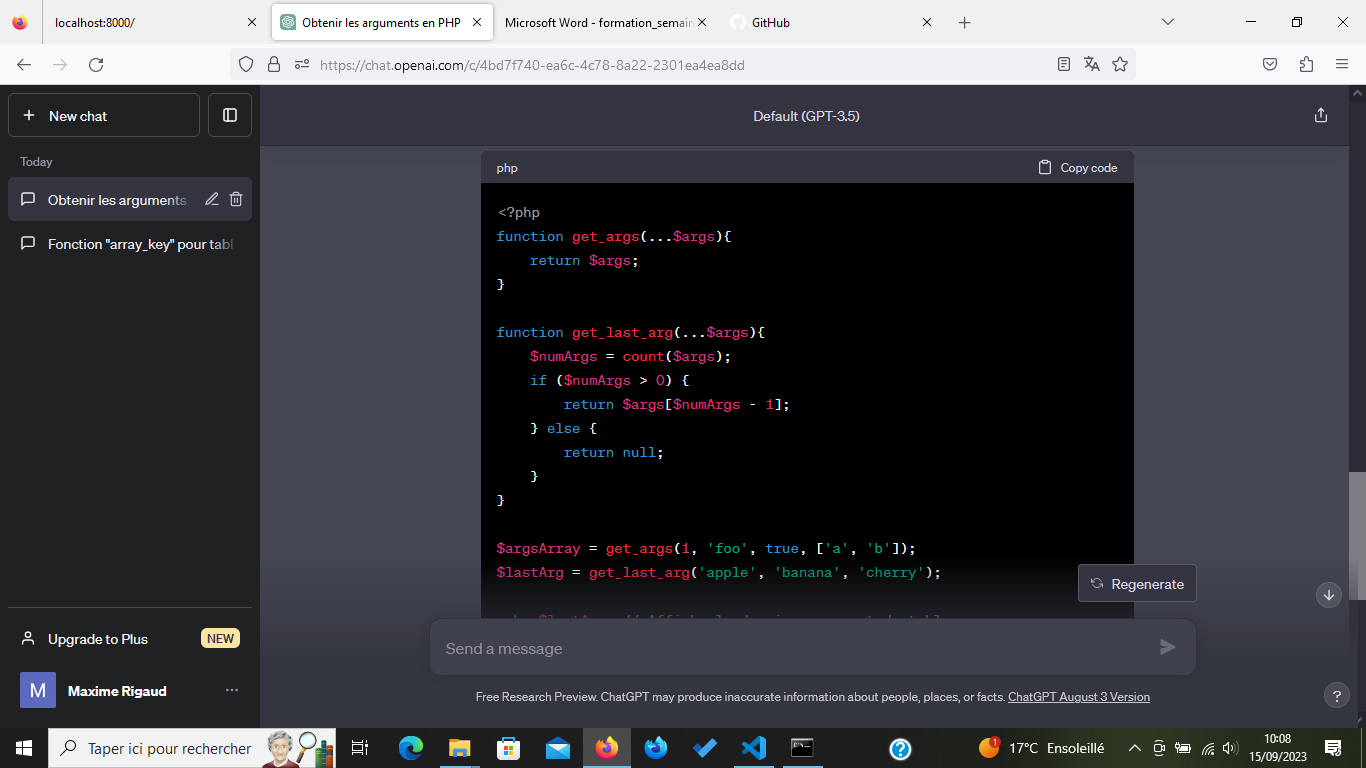 localhost:8000/
Obtenir les arguments en PHP
Microsoft Word - formation_semain
GitHub
https://chat.openai.com/c/4bd7f740-ea6c-4c78-8a22-2301ea4ea8dd
New chat
Default (GPT-3.5)
Today
Obtenir les arguments
Fonction "array_key" pour tabl
php
Copy code
<?php
function get_args(...$args){
    return $args;
}
function get_last_arg(...$args){
    $numArgs = count($args);
    if ($numArgs > 0) {
        return $args[$numArgs - 1];
    } else {
        return null;
    }
}
$argsArray = get_args(1, 'foo', true, ['a', 'b']);
$lastArg = get_last_arg('apple', 'banana', 'cherry');
Regenerate
Send a message
Upgrade to Plus
NEW
M
Maxime Rigaud
Free Research Preview. ChatGPT may produce inaccurate information about people, places, or facts. ChatGPT August 3 Version
?
Taper ici pour rechercher
1
17°C Ensoleillé
10:08
15/09/2023